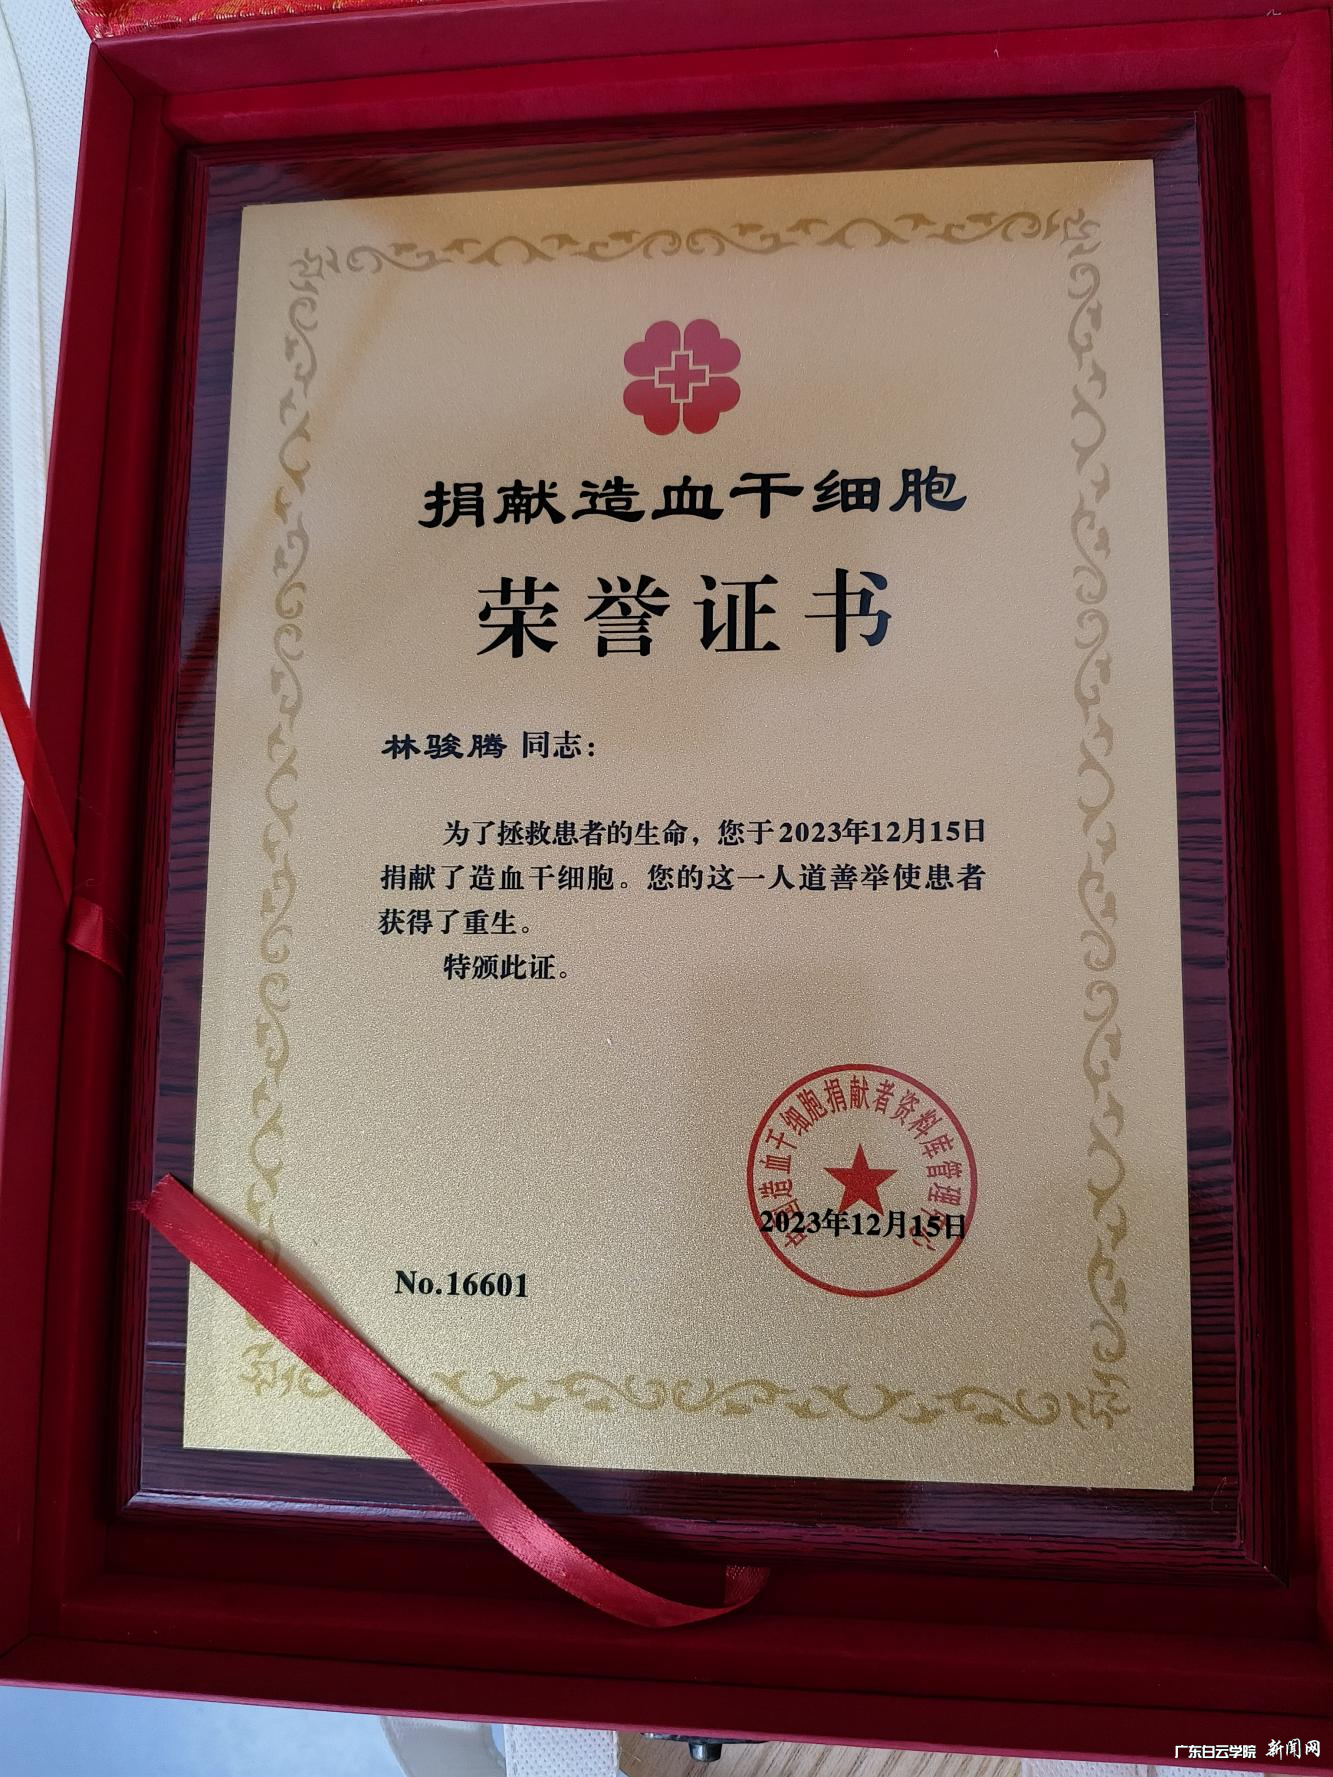 捐献造血干细胞
荣誉证书
林骏腾 同志：
为了拯救患者的生命，您于2023年12月15日
捐献了造血干细胞。您的这一人道善举使患者
获得了重生。
特颁此证。
中国造血干细胞捐献者资料库管理中心
2023年12月15日
No.16601
广东白云学院 新闻网